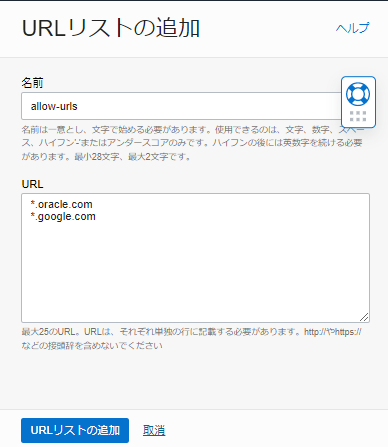 URLリストの追加
ヘルプ
名前
allow-urls
名前は一意とし、文字で始める必要があります。使用できるのは、文字、数字、スペー
ス、ハイフン'-'またはアンダースコアのみです。ハイフンの後には英数字を続ける必要
があります。最小28文字、最大2文字です。
URL
*.oracle.com
*.google.com
最大25のURL。URLは、それぞれ単独の行に記載する必要があります。http://'や'https://
などの接頭辞を含めないでください
URLリストの追加
取消